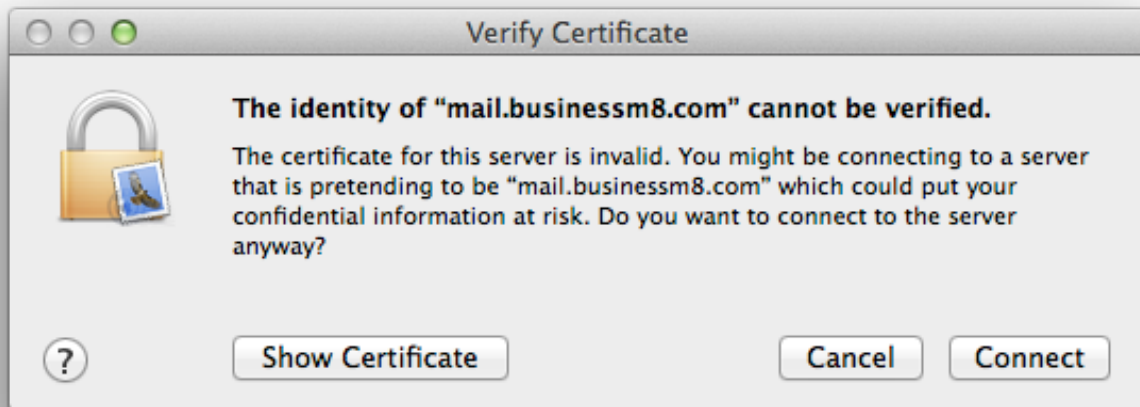 Verify Certificate
The identity of “mail.businessm8.com” cannot be verified.
The certificate for this server is invalid. You might be connecting to a server
that is pretending to be “mail.businessm8.com” which could put your
confidential information at risk. Do you want to connect to the server
anyway?
? Show Certificate Cancel Connect